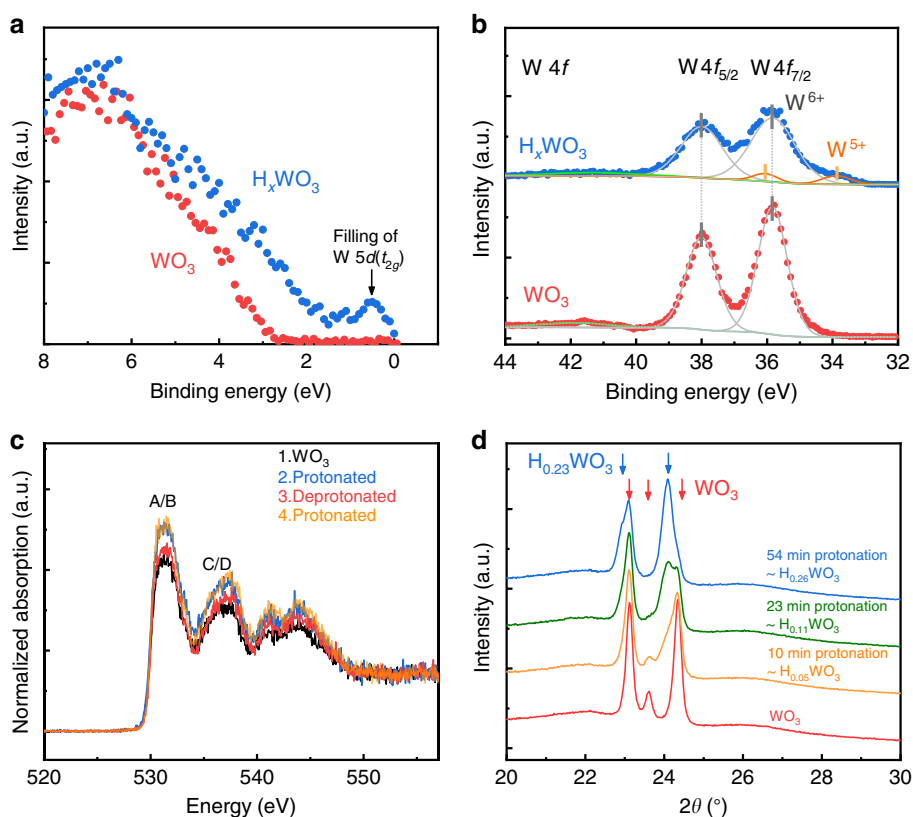 a
Intensity (a.u.)
HₓWO₃
WO₃
Filling of
W 5d(t₂g)
8 6 4 2 0
Binding energy (eV)
b
Intensity (a.u.)
W 4f
W 4f₅/₂ W 4f₇/₂
W⁶⁺
W⁵⁺
HₓWO₃
WO₃
44 42 40 38 36 34 32
Binding energy (eV)
c
Normalized absorption
1.WO₃
2.Protonated
3.Deprotonated
4.Protonated
A/B
C/D
520 530 540 550
Energy (eV)
d
Intensity (a.u.)
H₀.₂₃WO₃
WO₃
54 min protonation
~ H₀.₂₆WO₃
23 min protonation
~ H₀.₁₁WO₃
10 min protonation
~ H₀.₀₅WO₃
WO₃
20 22 24 26 28 30
2θ (°)